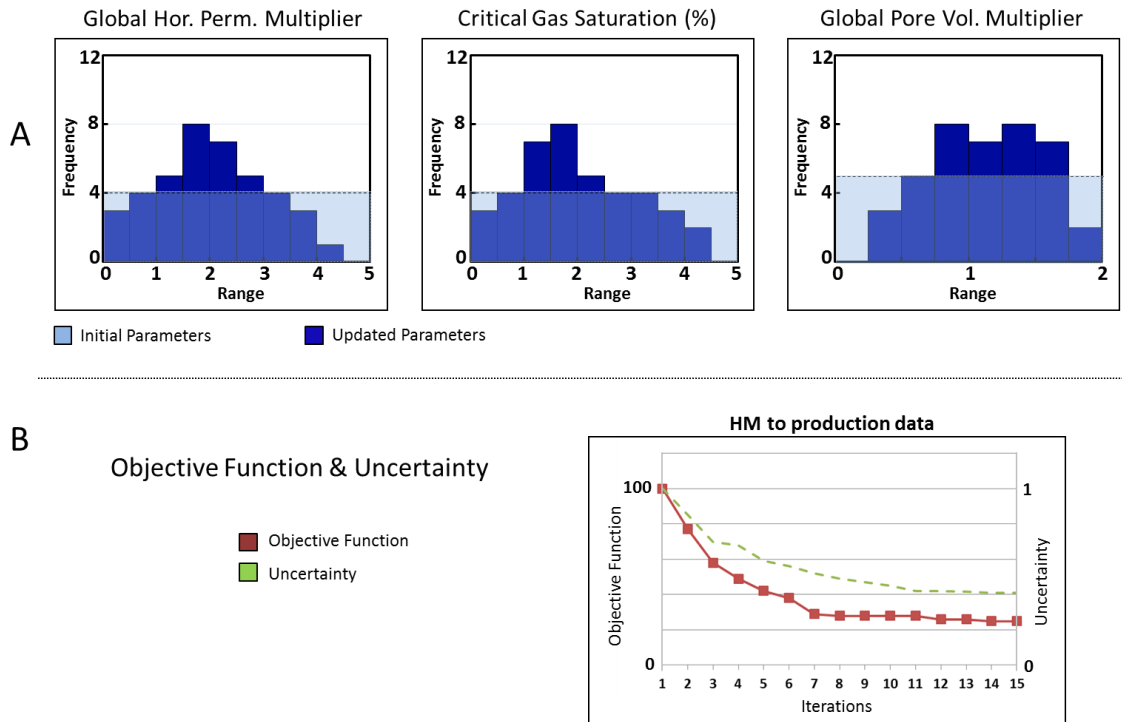 Global Hor. Perm. Multiplier
Critical Gas Saturation (%)
Global Pore Vol. Multiplier
A
12
8
4
0
Frequency
0 1 2 3 4 5
Range
12
8
4
0
Frequency
0 1 2 3 4 5
Range
12
8
4
0
Frequency
0 1 2
Range
Initial Parameters
Updated Parameters
B
Objective Function & Uncertainty
Objective Function
Uncertainty
HM to production data
100
0
Objective Function
1
0
Uncertainty
1 2 3 4 5 6 7 8 9 10 11 12 13 14 15
Iterations